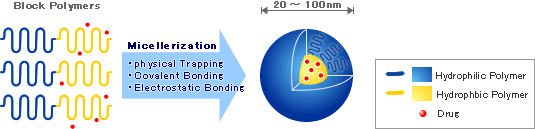 Block Polymers
Micellerization
・physical Trapping
・Covalent Bonding
・Electrostatic Bonding
20 ～ 100nm
Hydrophilic Polymer
Hydrophbic Polymer
Drug